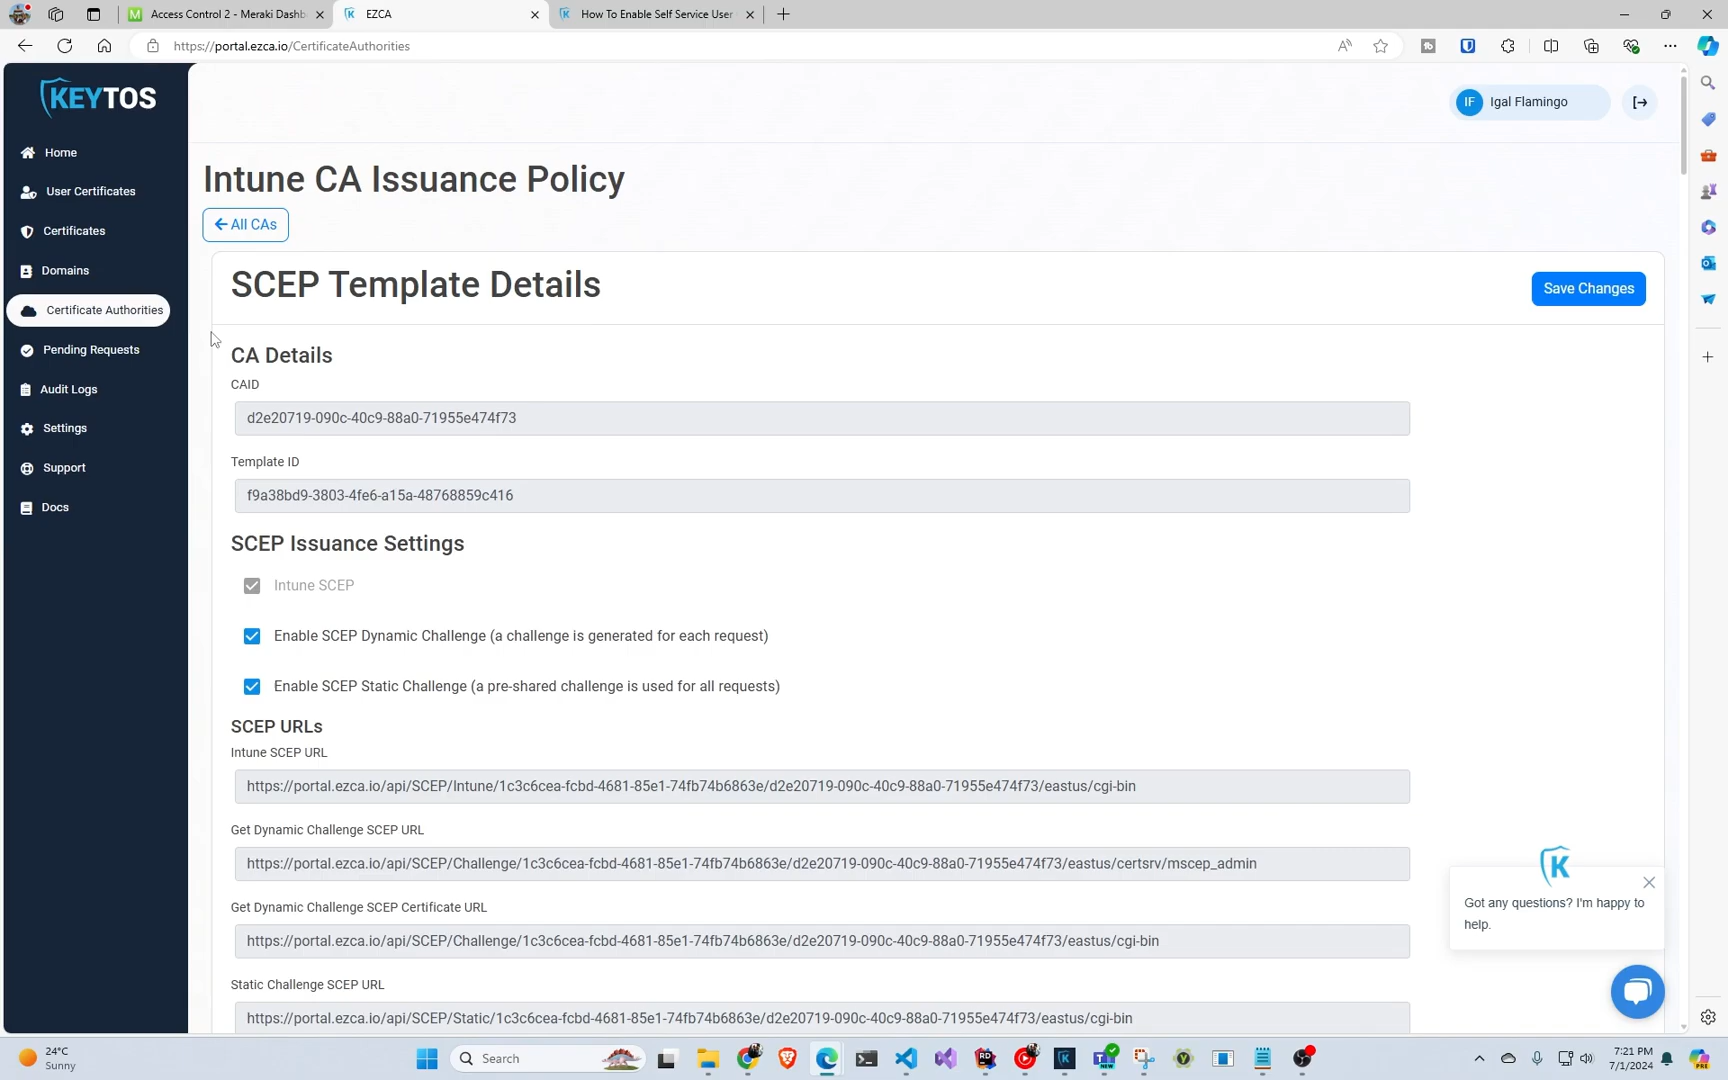 Access Control 2 - Meraki Dashb
EZCA
How To Enable Self Service User
https://portal.ezca.io/CertificateAuthorities
KEYTOS
IF Igal Flamingo
Home
User Certificates
Certificates
Domains
Certificate Authorities
Pending Requests
Audit Logs
Settings
Support
Docs
Intune CA Issuance Policy
All CAs
SCEP Template Details
Save Changes
CA Details
CAID
d2e20719-090c-40c9-88a0-71955e474f73
Template ID
f9a38bd9-3803-4fe6-a15a-48768859c416
SCEP Issuance Settings
Intune SCEP
Enable SCEP Dynamic Challenge (a challenge is generated for each request)
Enable SCEP Static Challenge (a pre-shared challenge is used for all requests)
SCEP URLs
Intune SCEP URL
https://portal.ezca.io/api/SCEP/Intune/1c3c6cea-fcbd-4681-85e1-74fb74b6863e/d2e20719-090c-40c9-88a0-71955e474f73/eastus/cgi-bin
Get Dynamic Challenge SCEP URL
https://portal.ezca.io/api/SCEP/Challenge/1c3c6cea-fcbd-4681-85e1-74fb74b6863e/d2e20719-090c-40c9-88a0-71955e474f73/eastus/certsrv/mscep_admin
Get Dynamic Challenge SCEP Certificate URL
https://portal.ezca.io/api/SCEP/Challenge/1c3c6cea-fcbd-4681-85e1-74fb74b6863e/d2e20719-090c-40c9-88a0-71955e474f73/eastus/cgi-bin
Static Challenge SCEP URL
https://portal.ezca.io/api/SCEP/Static/1c3c6cea-fcbd-4681-85e1-74fb74b6863e/d2e20719-090c-40c9-88a0-71955e474f73/eastus/cgi-bin
Got any questions? I'm happy to
help.
24°C
Sunny
Search
7:21 PM
7/1/2024